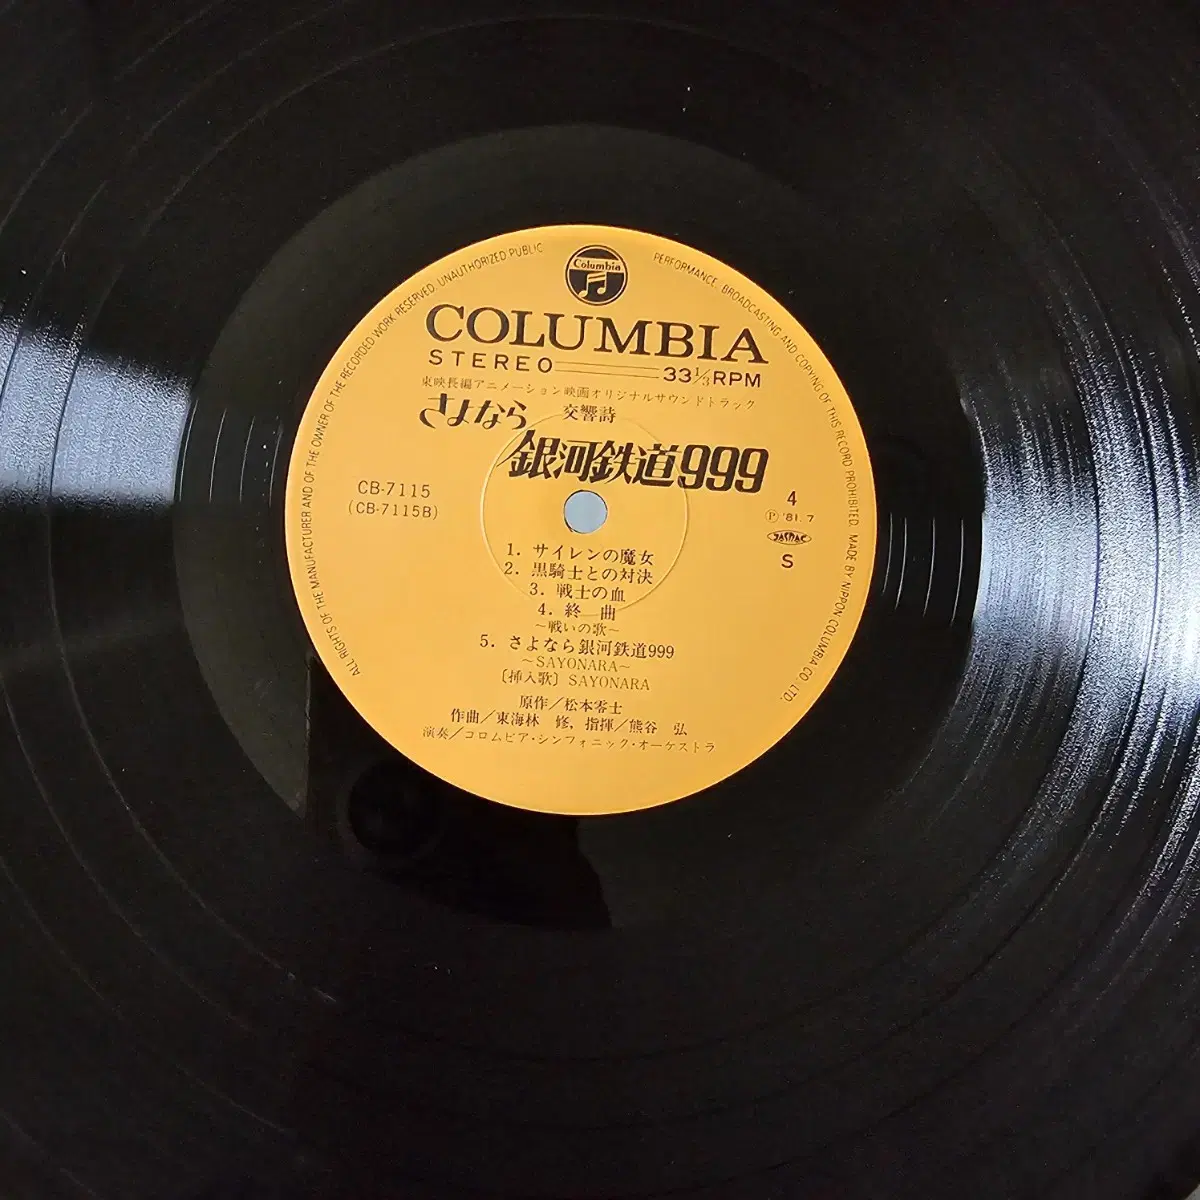 Columbia
COLUMBIA
STEREO 33 1/3 RPM
東映長編アニメーション映画オリジナルサウンドトラック
さよなら 交響詩
銀河鉄道999
CB-7115
(CB-7115B)
4
Ⓟ '81.7
JASRAC
S
1. サイレンの魔女
2. 黒騎士との対決
3. 戦士の血
4. 終 曲
~戦いの歌~
5. さよなら銀河鉄道999
~SAYONARA~
〔挿入歌〕SAYONARA
原作/松本零士
作曲/東海林 修, 指揮/熊谷 弘
演奏/コロムビア・シンフォニック・オーケストラ
ALL RIGHTS OF THE MANUFACTURER AND OF THE OWNER OF THE RECORDED WORK RESERVED. UNAUTHORIZED PUBLIC PERFORMANCE, BROADCASTING AND COPYING OF THIS RECORD PROHIBITED. MADE BY NIPPON COLUMBIA CO., LTD.